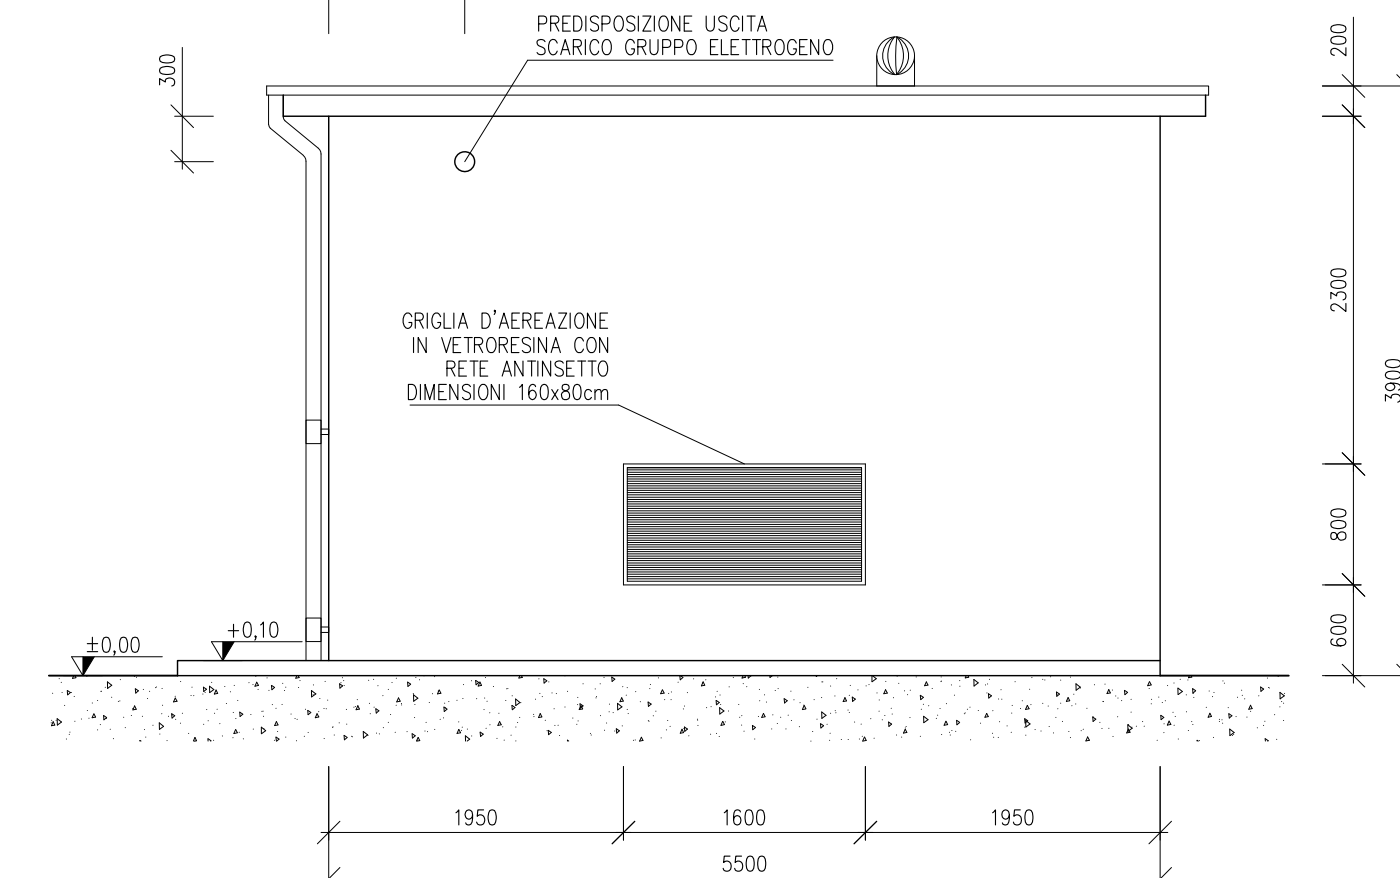 PREDISPOSIZIONE USCITA
SCARICO GRUPPO ELETTROGENO
200
300
2300
GRIGLIA D'AEREAZIONE
IN VETRORESINA CON
RETE ANTINSETTO
DIMENSIONI 160x80cm
3900
800
600
+0,10
±0,00
1950
1600
1950
5500